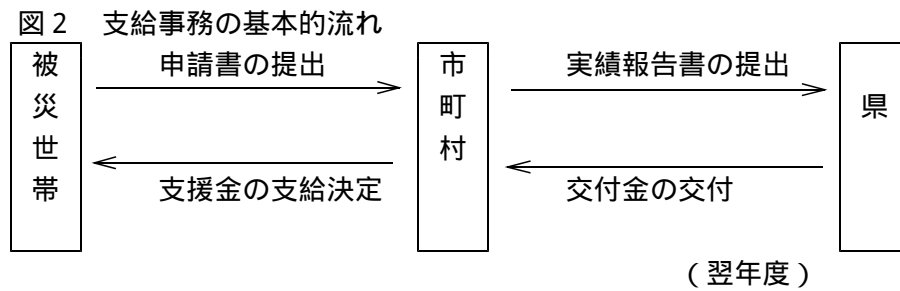 図2 支給事務の基本的流れ
被災世帯
申請書の提出
支援金の支給決定
市町村
実績報告書の提出
交付金の交付
県
(翌年度)